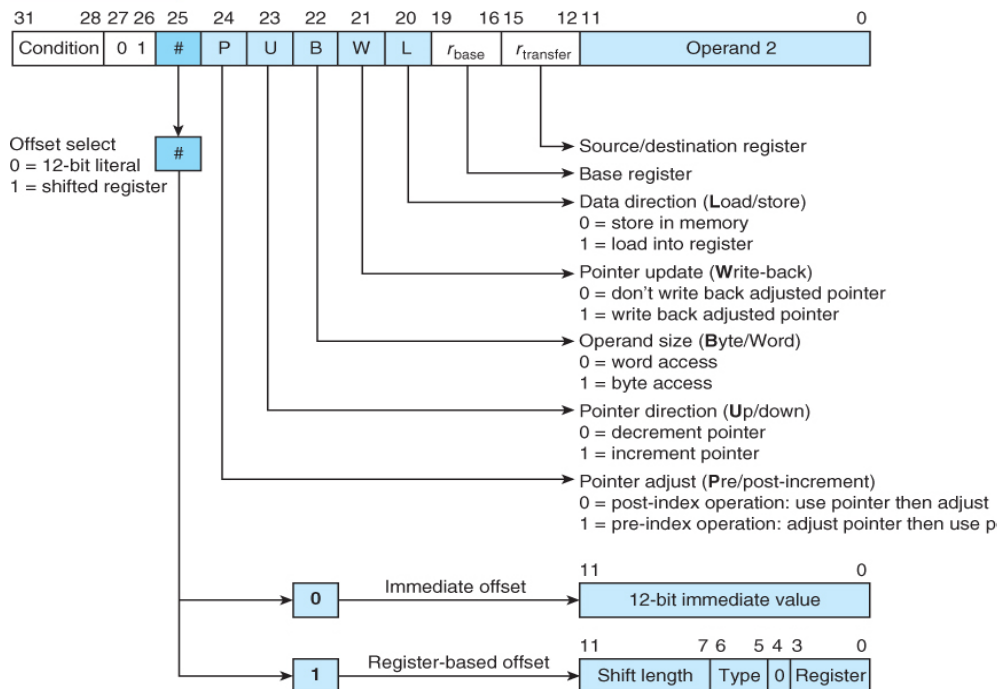 31 28 27 26 25 24 23 22 21 20 19 16 15 12 11 0
Condition 0 1 # P U B W L r_base r_transfer Operand 2
Offset select
0 = 12-bit literal
1 = shifted register
#
Source/destination register
Base register
Data direction (Load/store)
0 = store in memory
1 = load into register
Pointer update (Write-back)
0 = don't write back adjusted pointer
1 = write back adjusted pointer
Operand size (Byte/Word)
0 = word access
1 = byte access
Pointer direction (Up/down)
0 = decrement pointer
1 = increment pointer
Pointer adjust (Pre/post-increment)
0 = post-index operation: use pointer then adjust
1 = pre-index operation: adjust pointer then use p
11 0
0 Immediate offset 12-bit immediate value
11 7 6 5 4 3 0
1 Register-based offset Shift length Type 0 Register